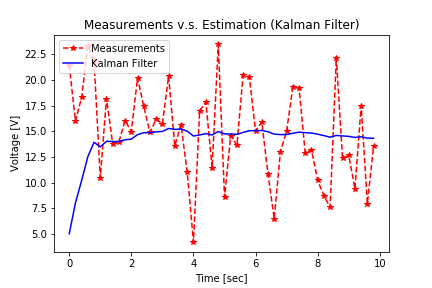 Measurements v.s. Estimation (Kalman Filter)
Measurements
Kalman Filter
Voltage [V]
22.5
20.0
17.5
15.0
12.5
10.0
7.5
5.0
0 2 4 6 8 10
Time [sec]